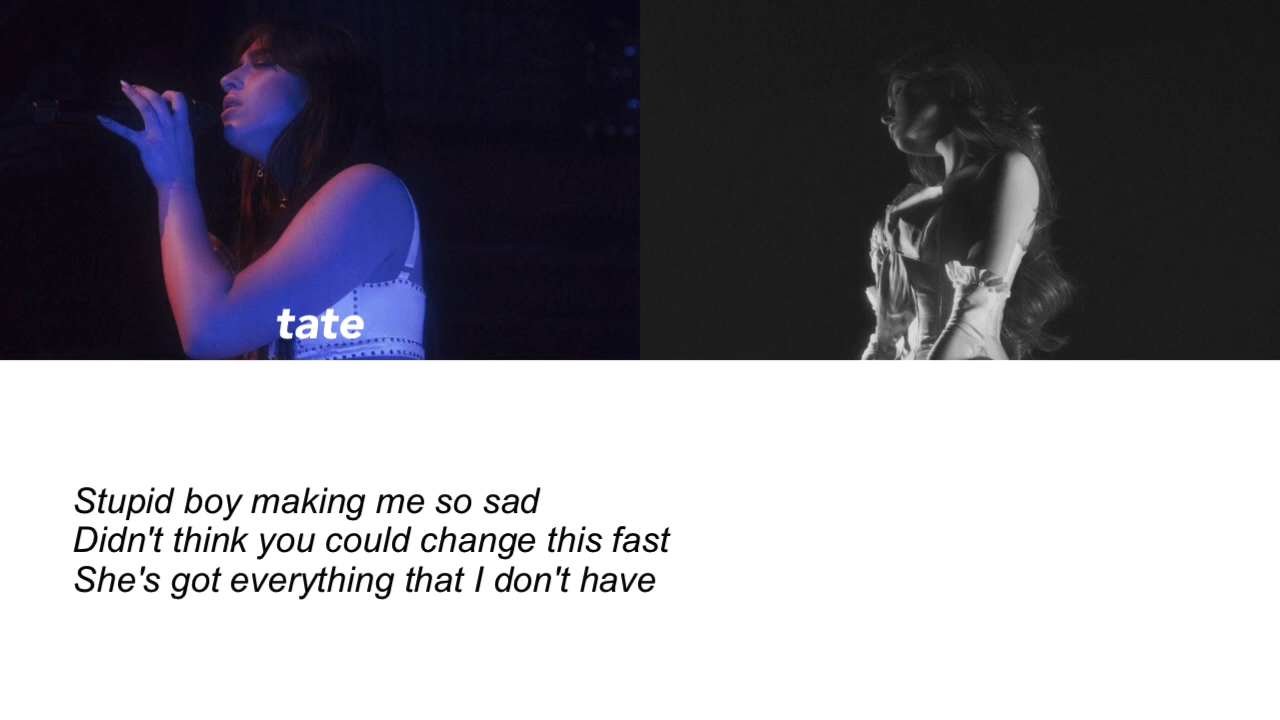 tate
Stupid boy making me so sad
Didn't think you could change this fast
She's got everything that I don't have